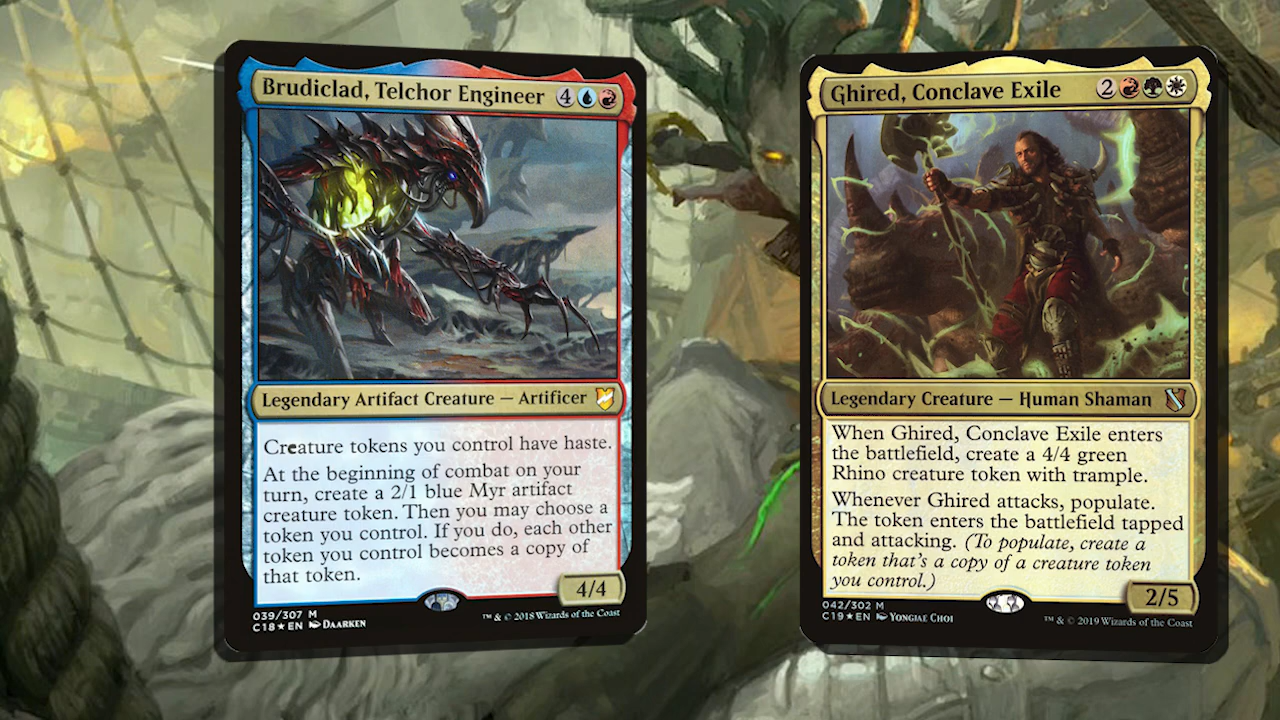 Brudiclad, Telchor Engineer 4
Legendary Artifact Creature — Artificer
Creature tokens you control have haste.
At the beginning of combat on your
turn, create a 2/1 blue Myr artifact
creature token. Then you may choose a
token you control. If you do, each other
token you control becomes a copy of
that token.
4/4
039/307 M
C18★EN Daarken
™ & © 2018 Wizards of the Coast
Ghired, Conclave Exile 2
Legendary Creature — Human Shaman
When Ghired, Conclave Exile enters
the battlefield, create a 4/4 green
Rhino creature token with trample.
Whenever Ghired attacks, populate.
The token enters the battlefield tapped
and attacking. (To populate, create a
token that's a copy of a creature token
you control.)
2/5
042/302 M
C19★EN Yongjae Choi
™ & © 2019 Wizards of the Coast